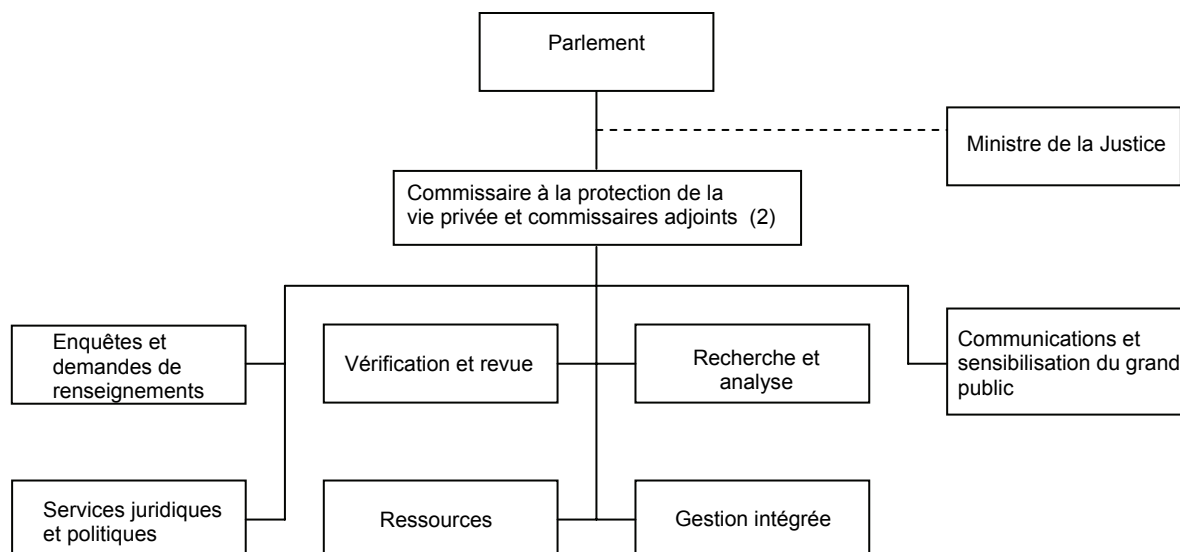 Parlement
Ministre de la Justice
Commissaire à la protection de la
vie privée et commissaires adjoints (2)
Enquêtes et
demandes de
renseignements
Vérification et revue
Recherche et
analyse
Communications et
sensibilisation du grand
public
Services juridiques
et politiques
Ressources
Gestion intégrée